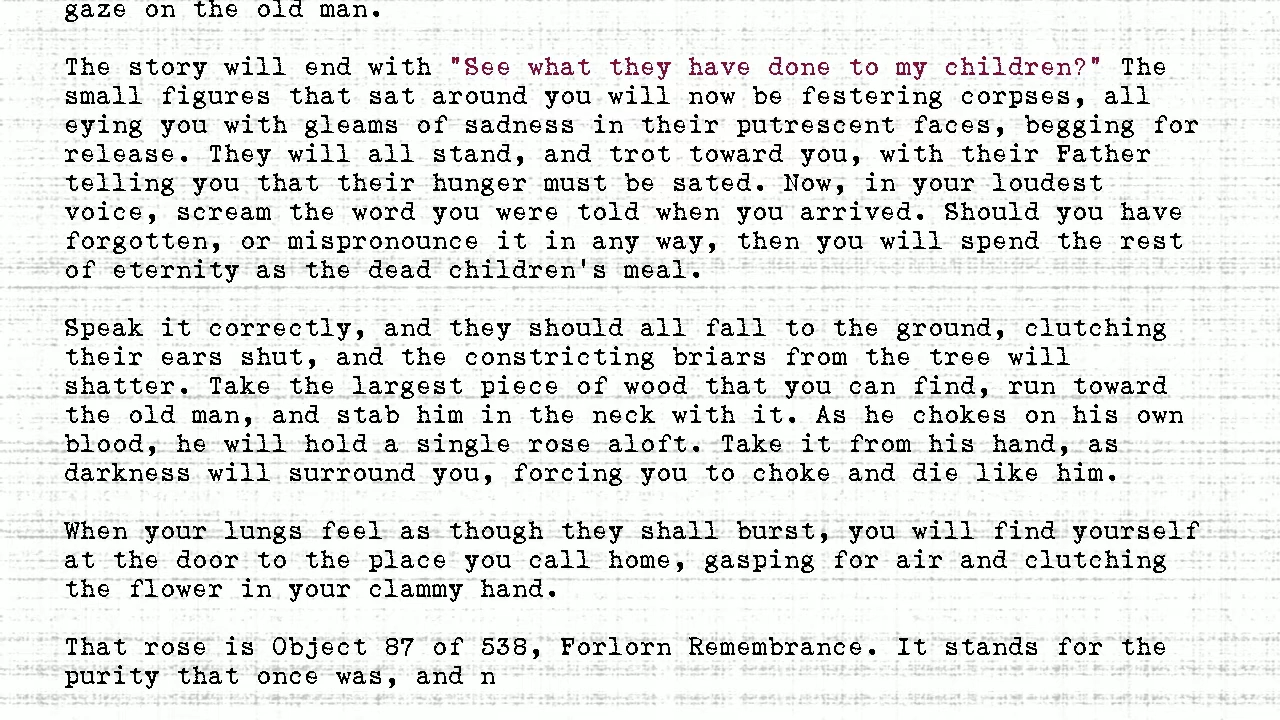 gaze on the old man.
The story will end with "See what they have done to my children?" The
small figures that sat around you will now be festering corpses, all
eying you with gleams of sadness in their putrescent faces, begging for
release. They will all stand, and trot toward you, with their Father
telling you that their hunger must be sated. Now, in your loudest
voice, scream the word you were told when you arrived. Should you have
forgotten, or mispronounce it in any way, then you will spend the rest
of eternity as the dead children's meal.
Speak it correctly, and they should all fall to the ground, clutching
their ears shut, and the constricting briars from the tree will
shatter. Take the largest piece of wood that you can find, run toward
the old man, and stab him in the neck with it. As he chokes on his own
blood, he will hold a single rose aloft. Take it from his hand, as
darkness will surround you, forcing you to choke and die like him.
When your lungs feel as though they shall burst, you will find yourself
at the door to the place you call home, gasping for air and clutching
the flower in your clammy hand.
That rose is Object 87 of 538, Forlorn Remembrance. It stands for the
purity that once was, and n